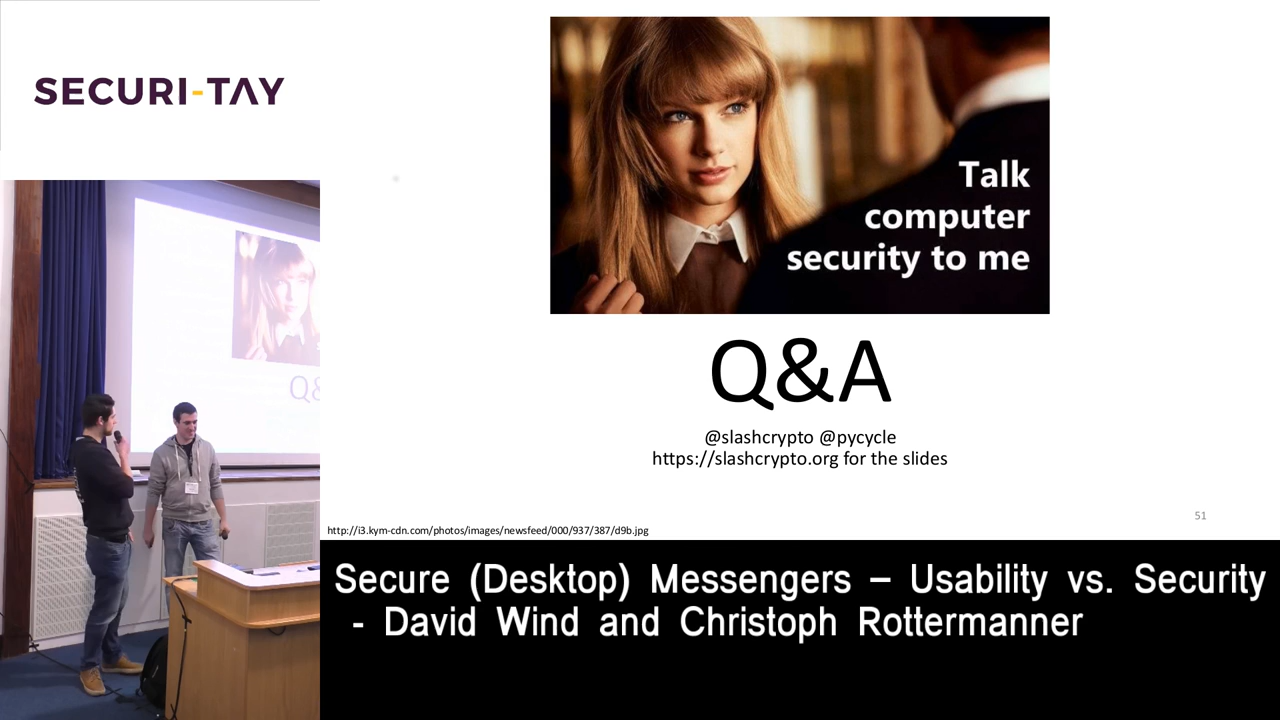 SECURI-TAY
Talk
computer
security to me
Q&A
@slashcrypto @pycycle
https://slashcrypto.org for the slides
51
http://i3.kym-cdn.com/photos/images/newsfeed/000/937/387/d9b.jpg
Q&
Secure (Desktop) Messengers – Usability vs. Security
- David Wind and Christoph Rottermanner